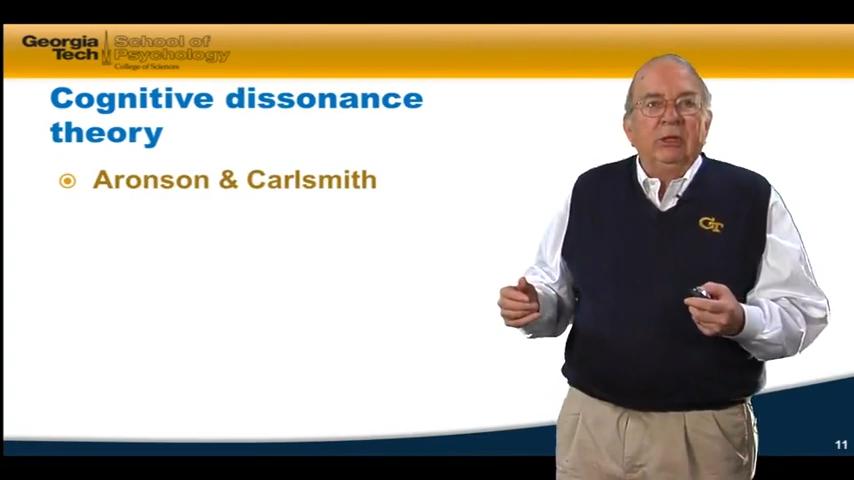 Georgia School of
Tech Psychology
College of Sciences
Cognitive dissonance
theory
Aronson & Carlsmith
GT
11